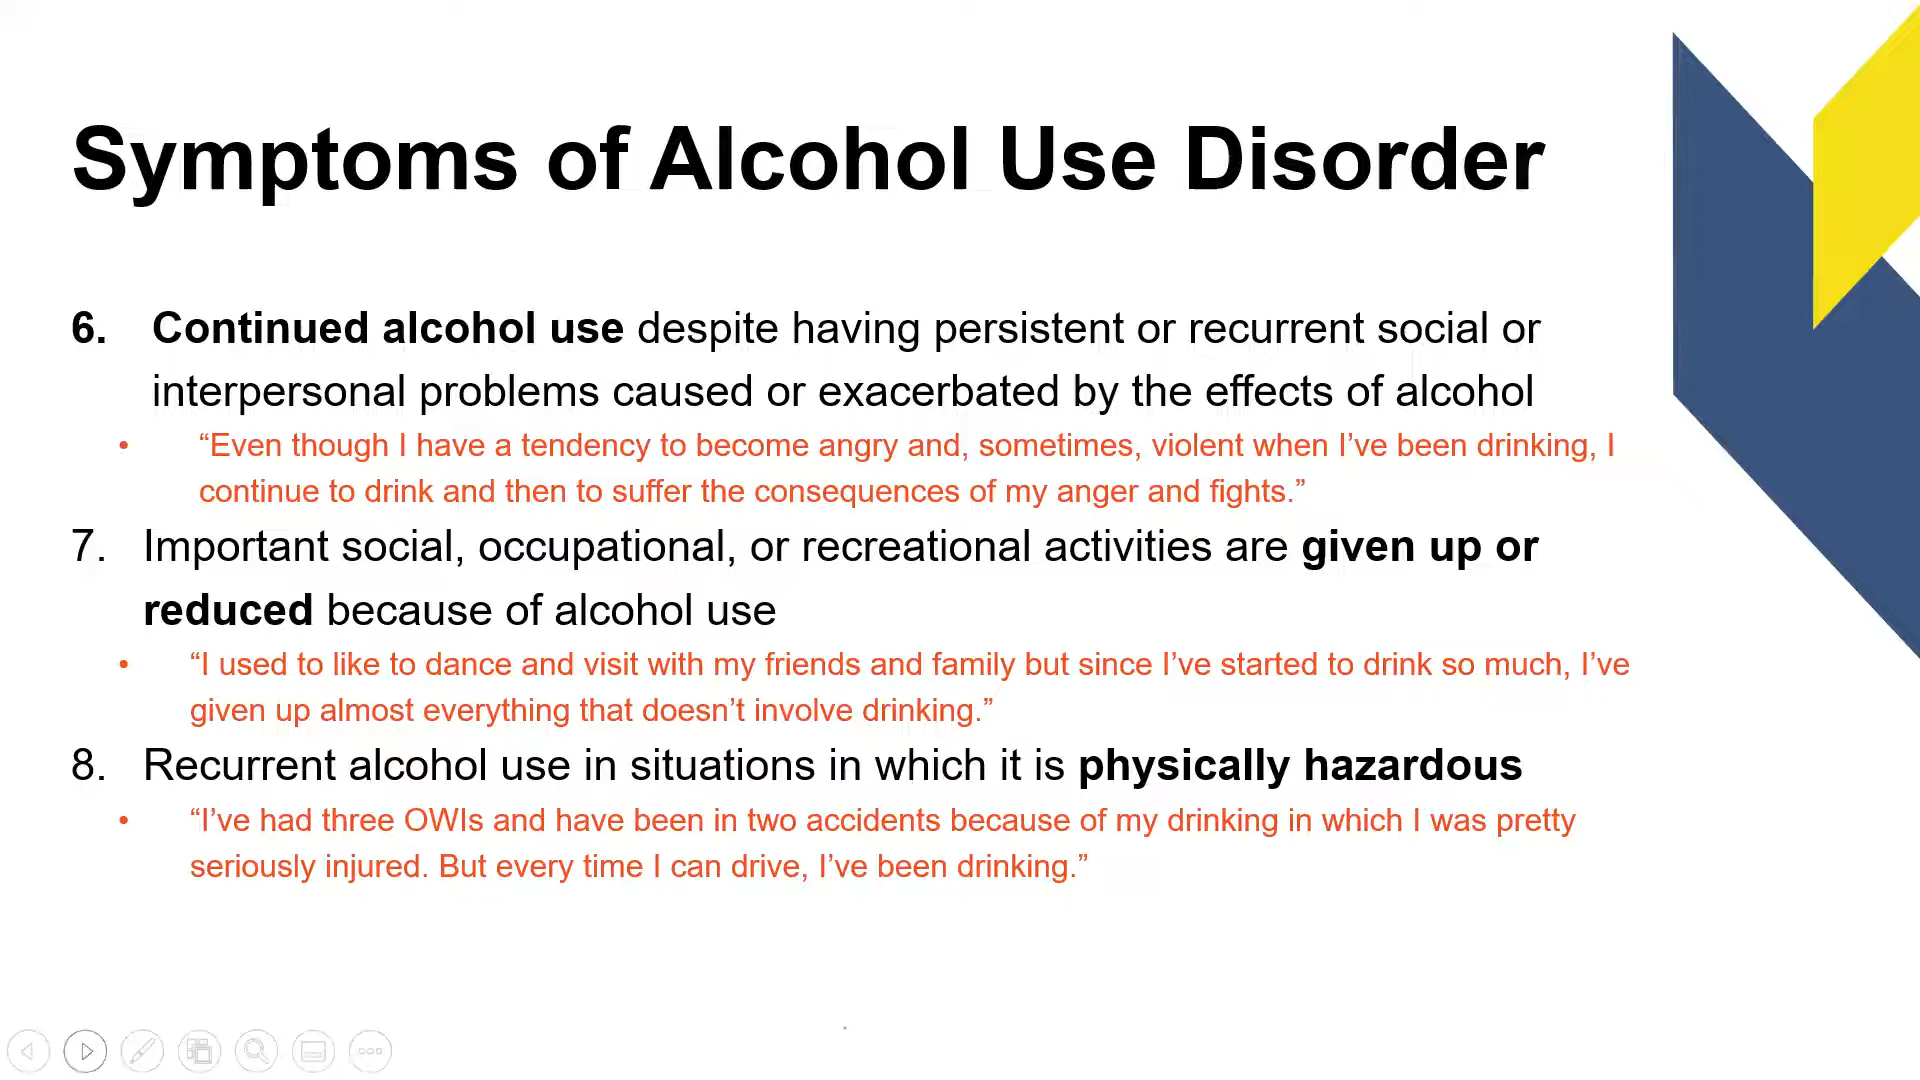 Symptoms of Alcohol Use Disorder
6. Continued alcohol use despite having persistent or recurrent social or
interpersonal problems caused or exacerbated by the effects of alcohol
• “Even though I have a tendency to become angry and, sometimes, violent when I’ve been drinking, I
continue to drink and then to suffer the consequences of my anger and fights.”
7. Important social, occupational, or recreational activities are given up or
reduced because of alcohol use
• “I used to like to dance and visit with my friends and family but since I’ve started to drink so much, I’ve
given up almost everything that doesn’t involve drinking.”
8. Recurrent alcohol use in situations in which it is physically hazardous
• “I’ve had three OWIs and have been in two accidents because of my drinking in which I was pretty
seriously injured. But every time I can drive, I’ve been drinking.”